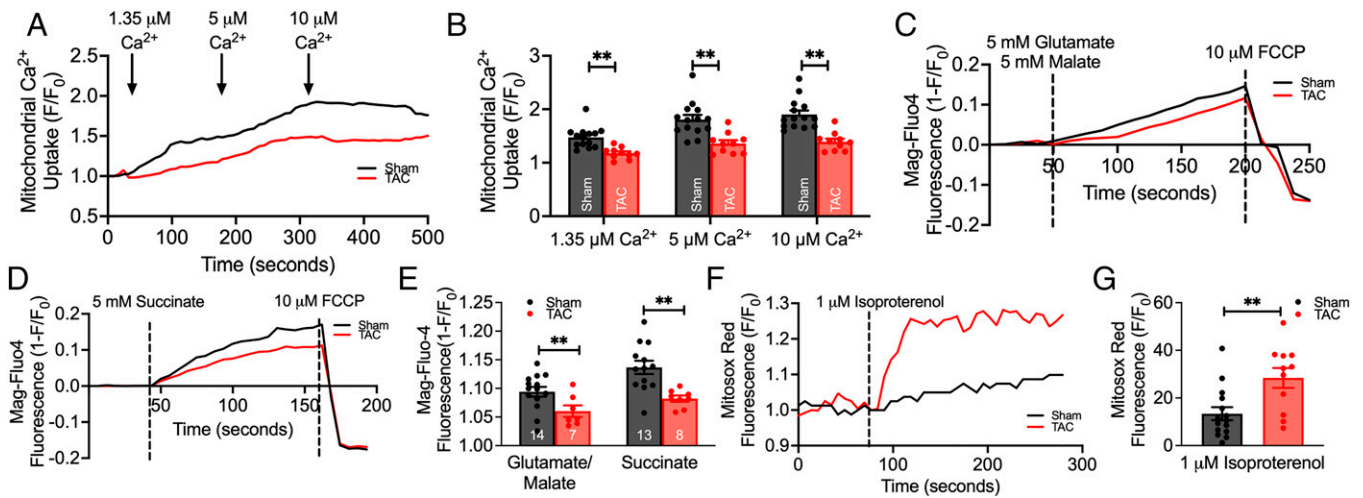 A
1.35 μM
Ca²⁺
5 μM
Ca²⁺
10 μM
Ca²⁺
Mitochondrial Ca²⁺
Uptake (F/F₀)
2.0
1.5
1.0
0.5
Sham
TAC
0
100
200
300
400
500
Time (seconds)
B
Mitochondrial Ca²⁺
Uptake (F/F₀)
3
2
1
0
**
**
**
Sham
TAC
Sham
TAC
Sham
TAC
Sham
TAC
1.35 μM Ca²⁺
5 μM Ca²⁺
10 μM Ca²⁺
C
5 mM Glutamate
5 mM Malate
10 μM FCCP
Mag-Fluo4
Fluorescence (1-F/F₀)
0.1
0.0
-0.1
-0.2
Sham
TAC
50
100
150
200
250
Time (seconds)
D
5 mM Succinate
10 μM FCCP
Mag-Fluo4
Fluorescence (1-F/F₀)
0.2
0.1
0.0
-0.1
-0.2
Sham
TAC
50
100
150
200
Time (seconds)
E
Mag-Fluo-4
Fluorescence(1-F/F₀)
1.25
1.20
1.15
1.10
1.05
1.00
Sham
TAC
**
**
14
7
13
8
Glutamate/
Malate
Succinate
F
1 μM Isoproterenol
Mitosox Red
Fluorescence (F/F₀)
1.3
1.2
1.1
1.0
0.9
Sham
TAC
0
100
200
300
Time (seconds)
G
Mitosox Red
Fluorescence (F/F₀)
60
40
20
0
**
Sham
TAC
1 μM Isoproterenol